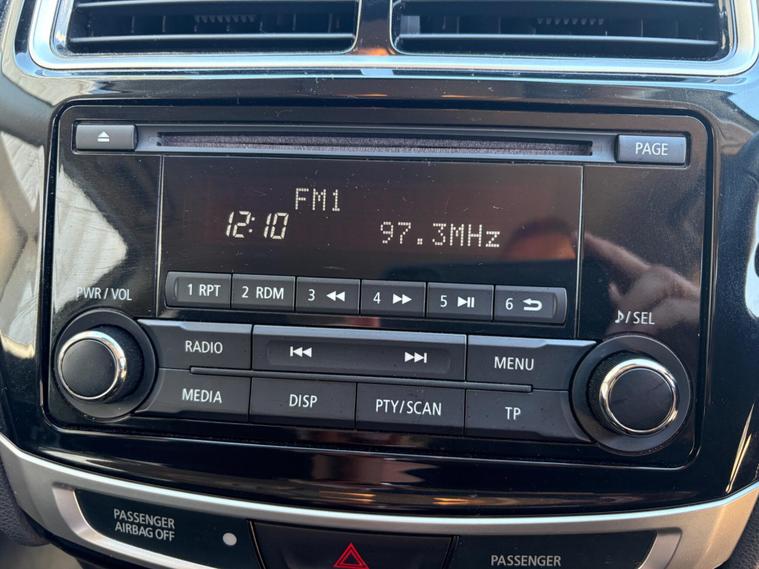 PAGE
FM1
12:10
97.3MHz
1 RPT
2 RDM
3
4
5
6
PWR/VOL
♪/SEL
RADIO
MENU
MEDIA
DISP
PTY/SCAN
TP
PASSENGER
AIRBAG OFF
PASSENGER